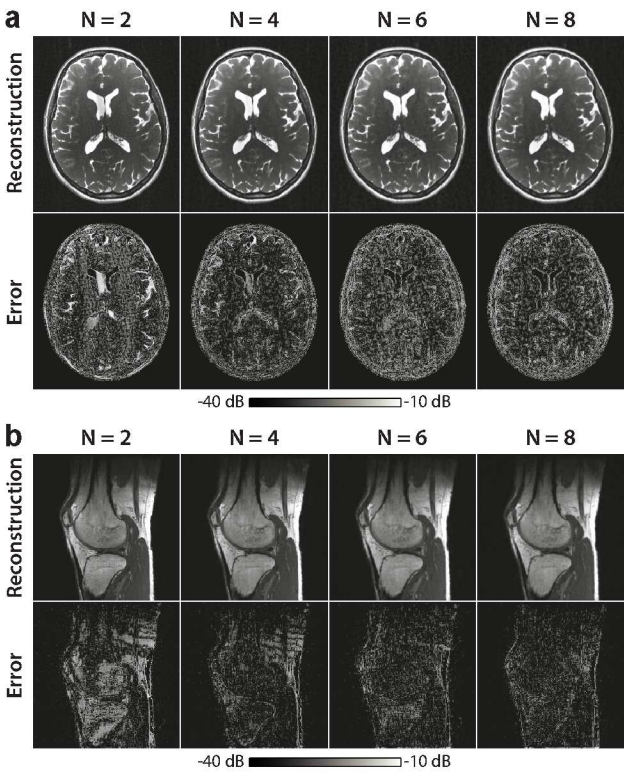 a N = 2 N = 4 N = 6 N = 8
Reconstruction
Error
-40 dB -10 dB
b N = 2 N = 4 N = 6 N = 8
Reconstruction
Error
-40 dB -10 dB